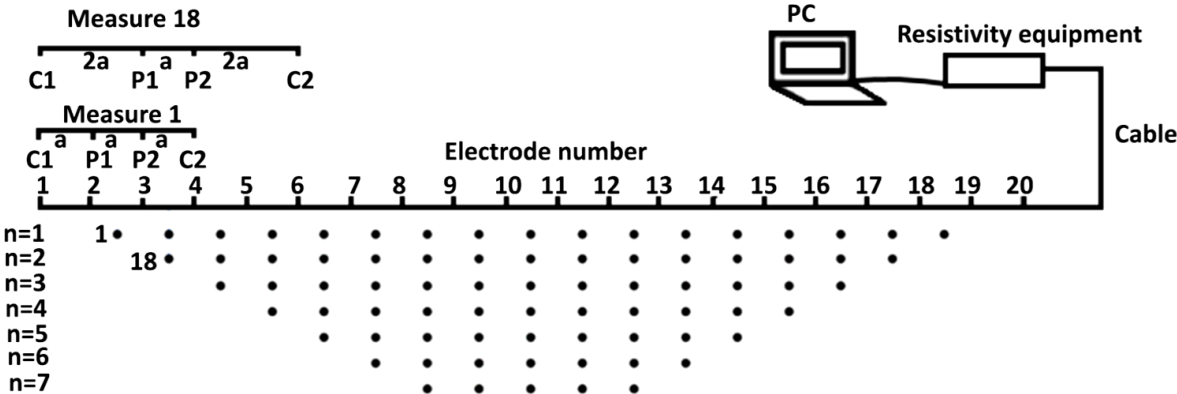 Measure 18
2a a 2a
C1 P1 P2 C2
Measure 1
a a a
C1 P1 P2 C2
PC
Resistivity equipment
Cable
Electrode number
1 2 3 4 5 6 7 8 9 10 11 12 13 14 15 16 17 18 19 20
n=1 1
n=2 18
n=3
n=4
n=5
n=6
n=7